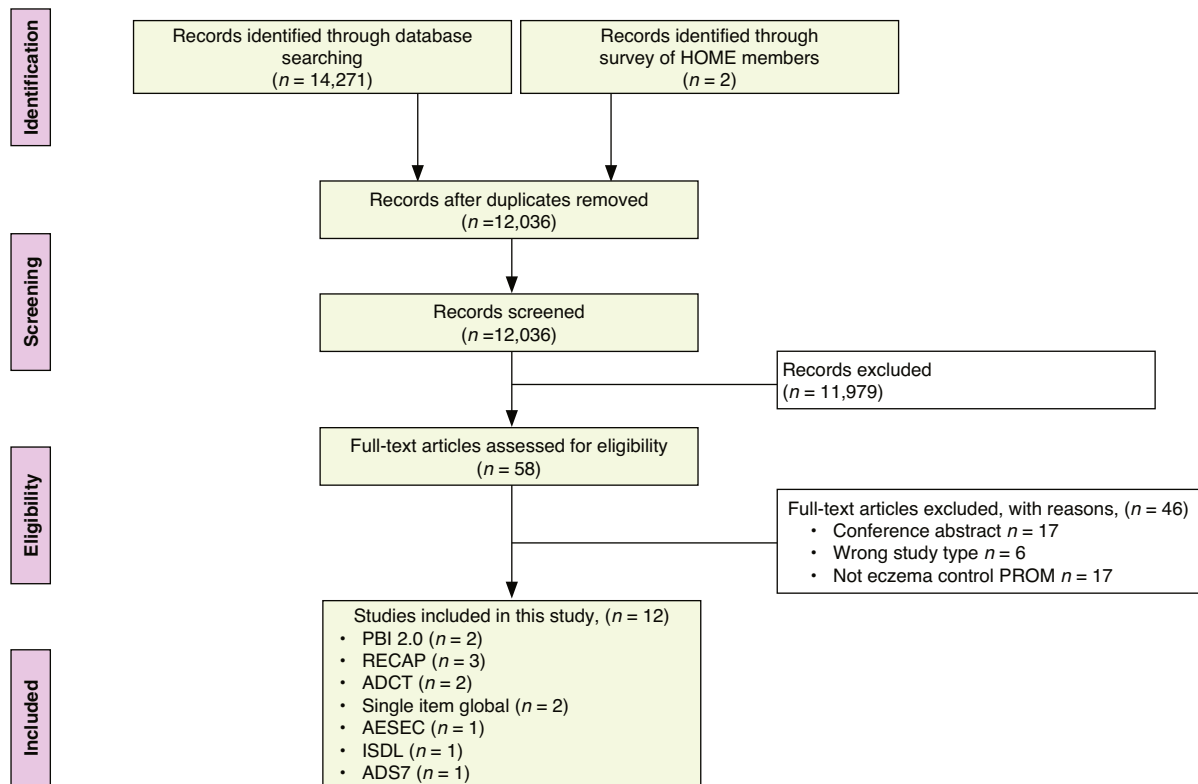 Identification
Records identified through database
searching
(n = 14,271)
Records identified through
survey of HOME members
(n = 2)
Records after duplicates removed
(n =12,036)
Screening
Records screened
(n =12,036)
Records excluded
(n = 11,979)
Eligibility
Full-text articles assessed for eligibility
(n = 58)
Full-text articles excluded, with reasons, (n = 46)
• Conference abstract n = 17
• Wrong study type n = 6
• Not eczema control PROM n = 17
Included
Studies included in this study, (n = 12)
• PBI 2.0 (n = 2)
• RECAP (n = 3)
• ADCT (n = 2)
• Single item global (n = 2)
• AESEC (n = 1)
• ISDL (n = 1)
• ADS7 (n = 1)